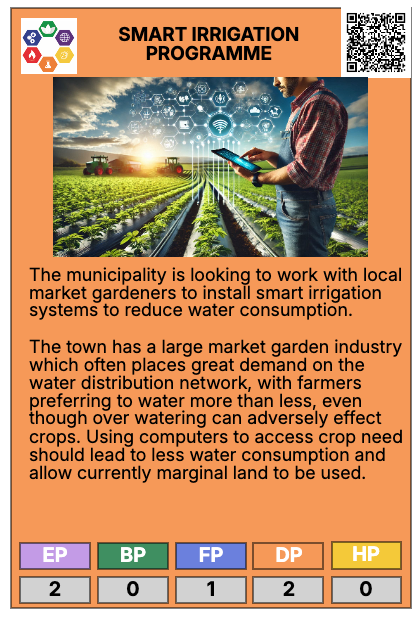 SMART IRRIGATION
PROGRAMME
The municipality is looking to work with local
market gardeners to install smart irrigation
systems to reduce water consumption.
The town has a large market garden industry
which often places great demand on the
water distribution network, with farmers
preferring to water more than less, even
though over watering can adversely effect
crops. Using computers to access crop need
should lead to less water consumption and
allow currently marginal land to be used.
EP BP FP DP HP
2 0 1 2 0